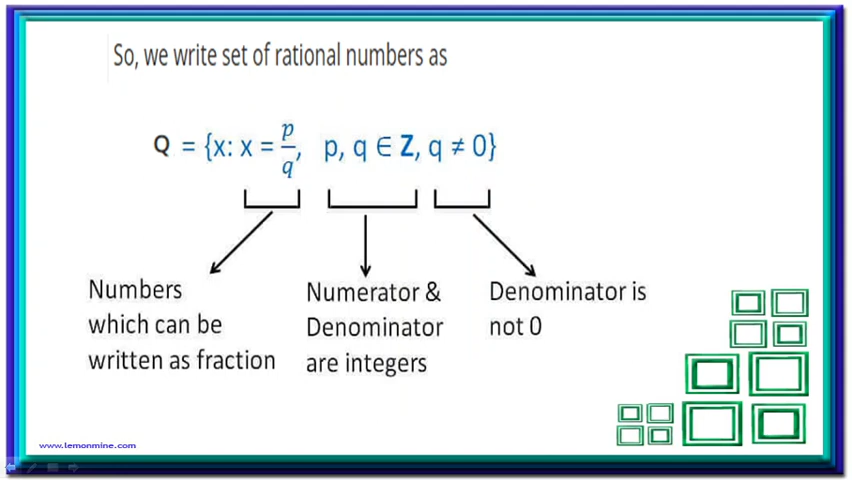 So, we write set of rational numbers as
Q = {x: x = p/q, p, q ∈ Z, q ≠ 0}
Numbers
which can be
written as fraction
Numerator &
Denominator
are integers
Denominator is
not 0
www.lemonmine.com